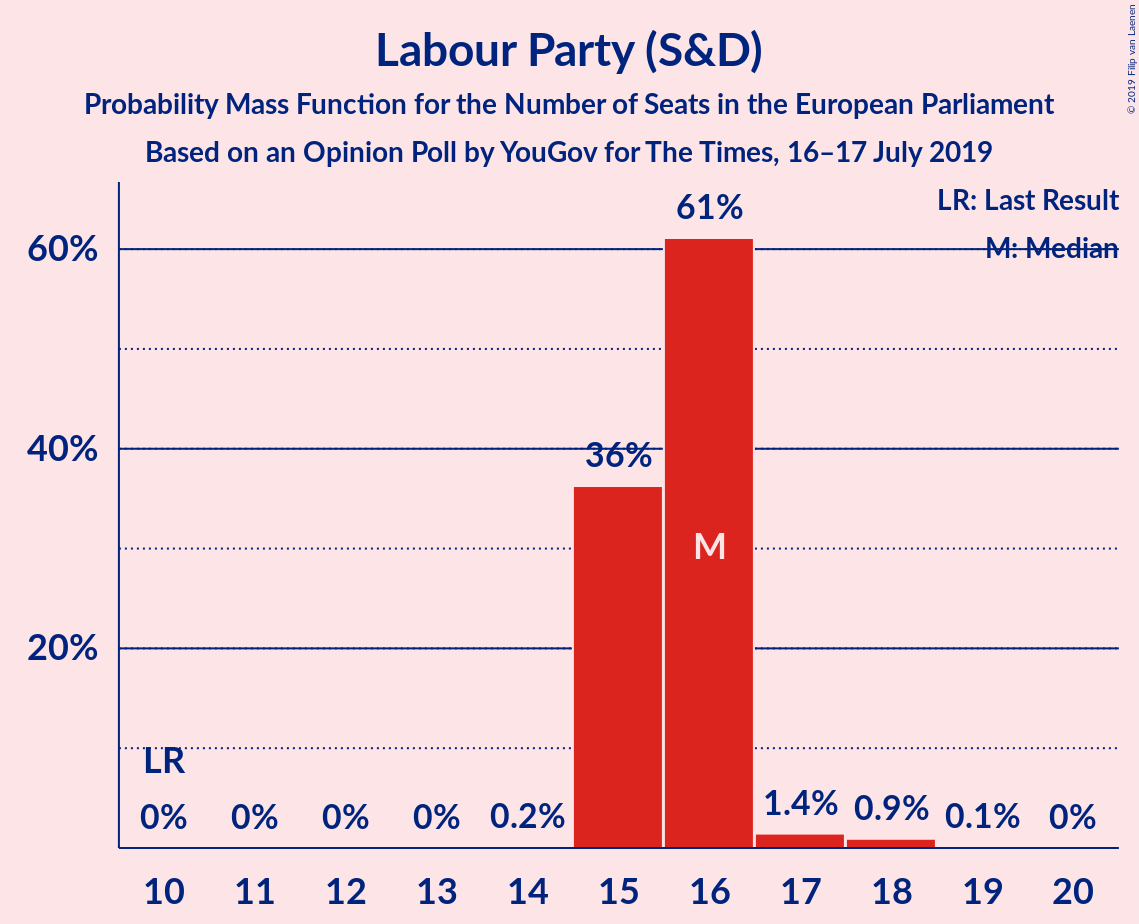 Labour Party (S&D)
Probability Mass Function for the Number of Seats in the European Parliament
Based on an Opinion Poll by YouGov for The Times, 16–17 July 2019
© 2019 Filip van Laenen
LR: Last Result
M: Median
60%
40%
20%
61%
36%
M
LR
0%
0%
0%
0%
0.2%
1.4%
0.9%
0.1%
0%
10 11 12 13 14 15 16 17 18 19 20